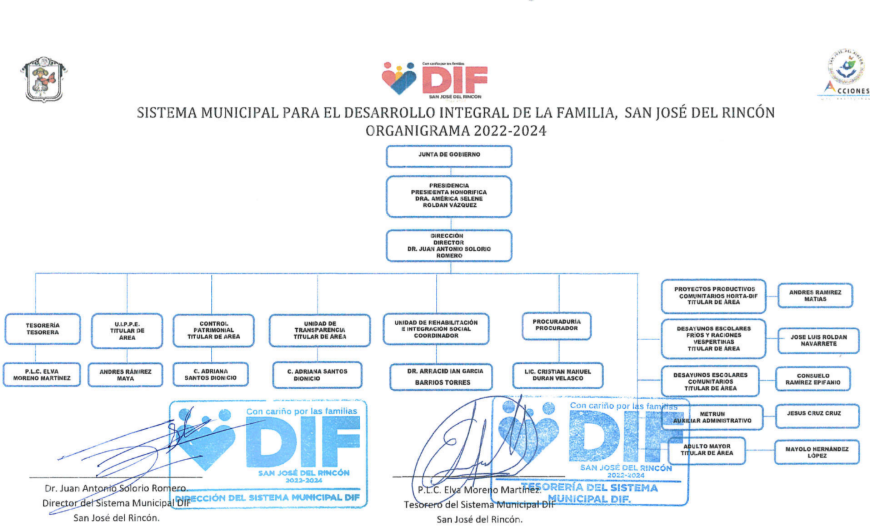 Con cariño por las familias
DIF
SAN JOSÉ DEL RINCÓN
ACCIONES
SISTEMA MUNICIPAL PARA EL DESARROLLO INTEGRAL DE LA FAMILIA, SAN JOSÉ DEL RINCÓN
ORGANIGRAMA 2022-2024
JUNTA DE GOBIERNO
PRESIDENCIA
PRESIDENTA HONORIFICA
DRA. AMÉRICA SELENE
ROLDAN VÁZQUEZ
DIRECCIÓN
DIRECTOR
DR. JUAN ANTONIO SOLORIO
ROMERO
TESORERÍA
TESORERA
P.L.C. ELVA
MORENO MARTÍNEZ
U.I.P.P.E.
TITULAR DE
ÁREA
ANDRES RAMIREZ
MAYA
CONTROL
PATRIMONIAL
TITULAR DE AREA
C. ADRIANA
SANTOS DIONICIO
UNIDAD DE
TRANSPARENCIA
TITULAR DE ÁREA
C. ADRIANA SANTOS
DIONICIO
UNIDAD DE REHABILITACIÓN
E INTEGRACIÓN SOCIAL
COORDINADOR
DR. ARRACID IAN GARCIA
BARRIOS TORRES
PROCURADURÍA
PROCURADOR
LIC. CRISTIAN MANUEL
DURAN VELASCO
PROYECTOS PRODUCTIVOS
COMUNITARIOS HORTA-DIF
TITULAR DE ÁREA
ANDRES RAMIREZ
MATIAS
DESAYUNOS ESCOLARES
FRIOS Y RACIONES
VESPERTINAS
TITULAR DE ÁREA
JOSE LUIS ROLDAN
NAVARRETE
DESAYUNOS ESCOLARES
COMUNITARIOS
TITULAR DE ÁREA
CONSUELO
RAMÍREZ EPIFANIO
METRUM
AUXILIAR ADMINISTRATIVO
JESUS CRUZ CRUZ
ADULTO MAYOR
TITULAR DE ÁREA
MAYOLO HERNÁNDEZ
LÓPEZ
Con cariño por las familias
DIF
SAN JOSÉ DEL RINCÓN
2022-2024
DIRECCIÓN DEL SISTEMA MUNICIPAL DIF
Dr. Juan Antonio Solorio Romero.
Director del Sistema Municipal DIF
San José del Rincón.
Con cariño por las familias
DIF
SAN JOSÉ DEL RINCÓN
2022-2024
TESORERÍA DEL SISTEMA
MUNICIPAL DIF.
P.L.C. Elva Moreno Martínez.
Tesorero del Sistema Municipal DIF
San José del Rincón.